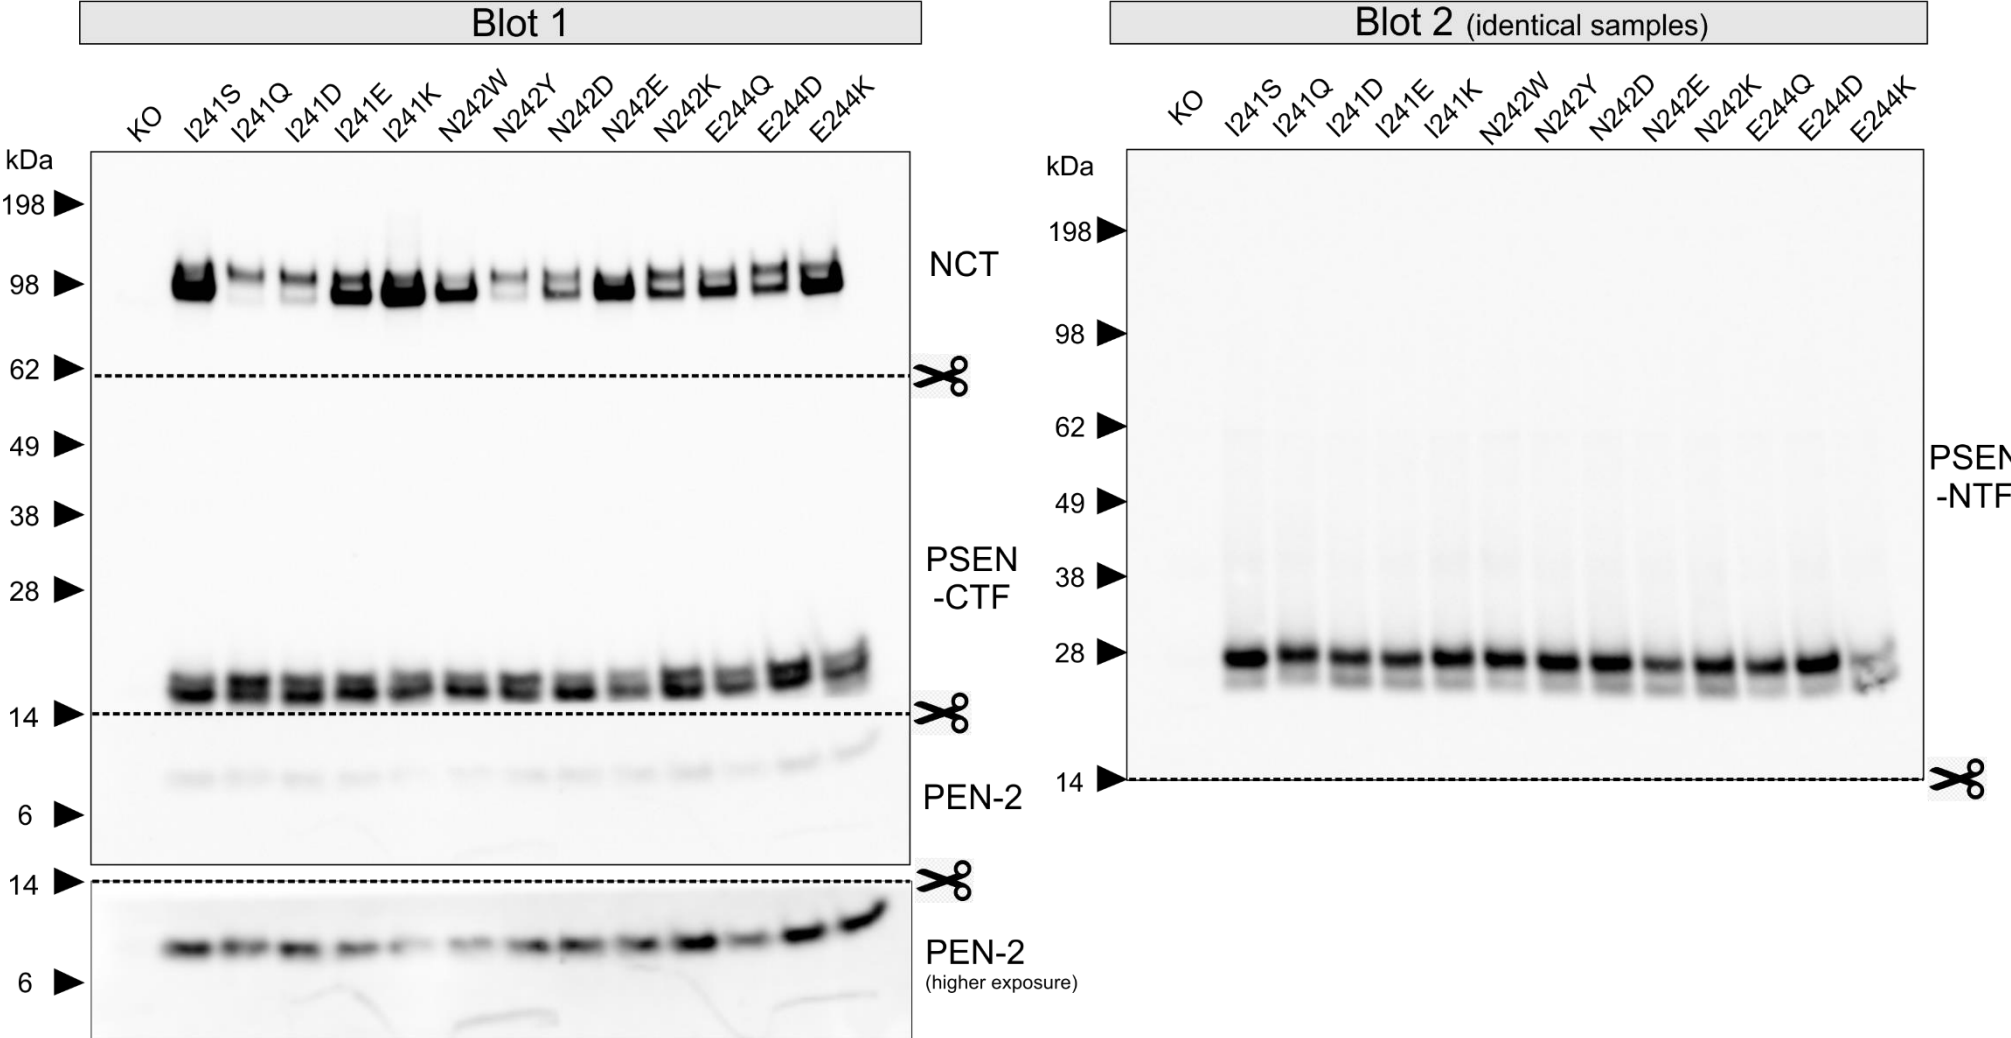 Blot 1
KO I241S I241Q I241D I241E I241K N242W N242Y N242D N242E N242K E244Q E244D E244K
kDa
198
98
62
49
38
28
14
6
14
6
NCT
PSEN
-CTF
PEN-2
PEN-2
(higher exposure)
Blot 2 (identical samples)
KO I241S I241Q I241D I241E I241K N242W N242Y N242D N242E N242K E244Q E244D E244K
kDa
198
98
62
49
38
28
14
PSEN
-NTF